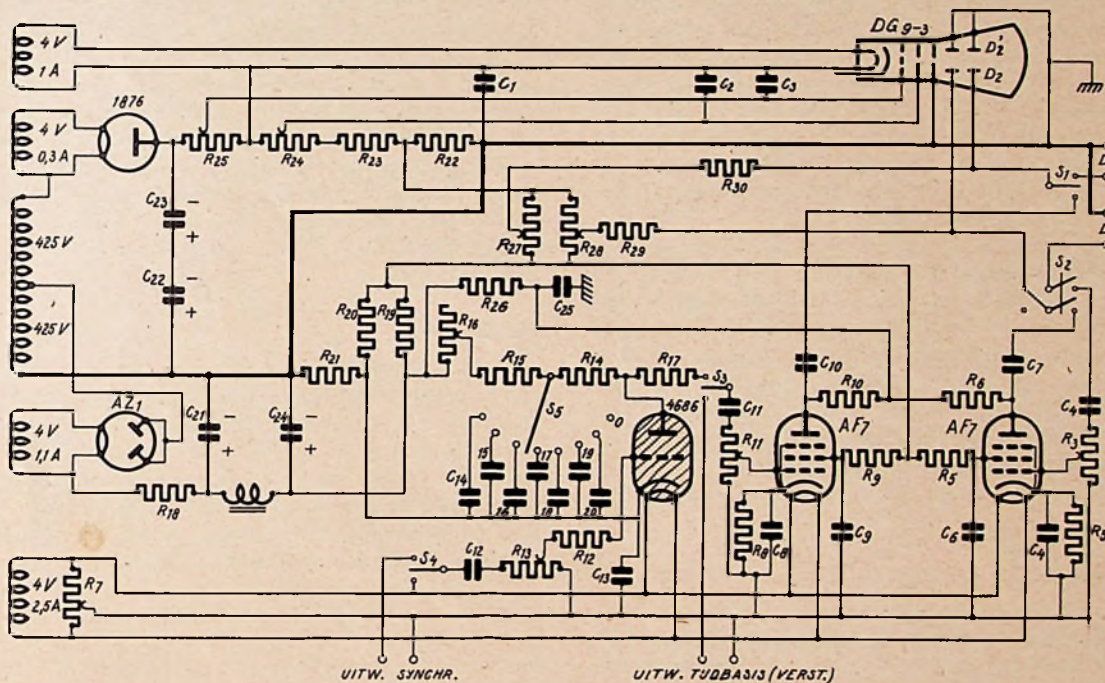 4V
1A
DG 9-3
D'2
D2
C1
C2
C3
1876
4V
0,3A
R25
R24
R23
R22
R30
S1
D
D
C23
−
+
425V
R27
R28
R29
S2
C22
−
+
R26
C25
R20
R19
R16
425V
C10
C7
R21
R15
R14
R17
R10
R6
S3
4686
C11
C4
AZ1
C21
−
+
C24
−
+
S5
0
AF7
AF7
4V
1,1A
15
17
19
R11
R3
R9
R5
C14
16
18
20
R18
R12
R8
C8
C9
C6
C4
R5
S4
C12
R13
C13
4V
2,5A
R7
UITW. SYNCHR.
UITW. TIJDBASIS (VERST.)